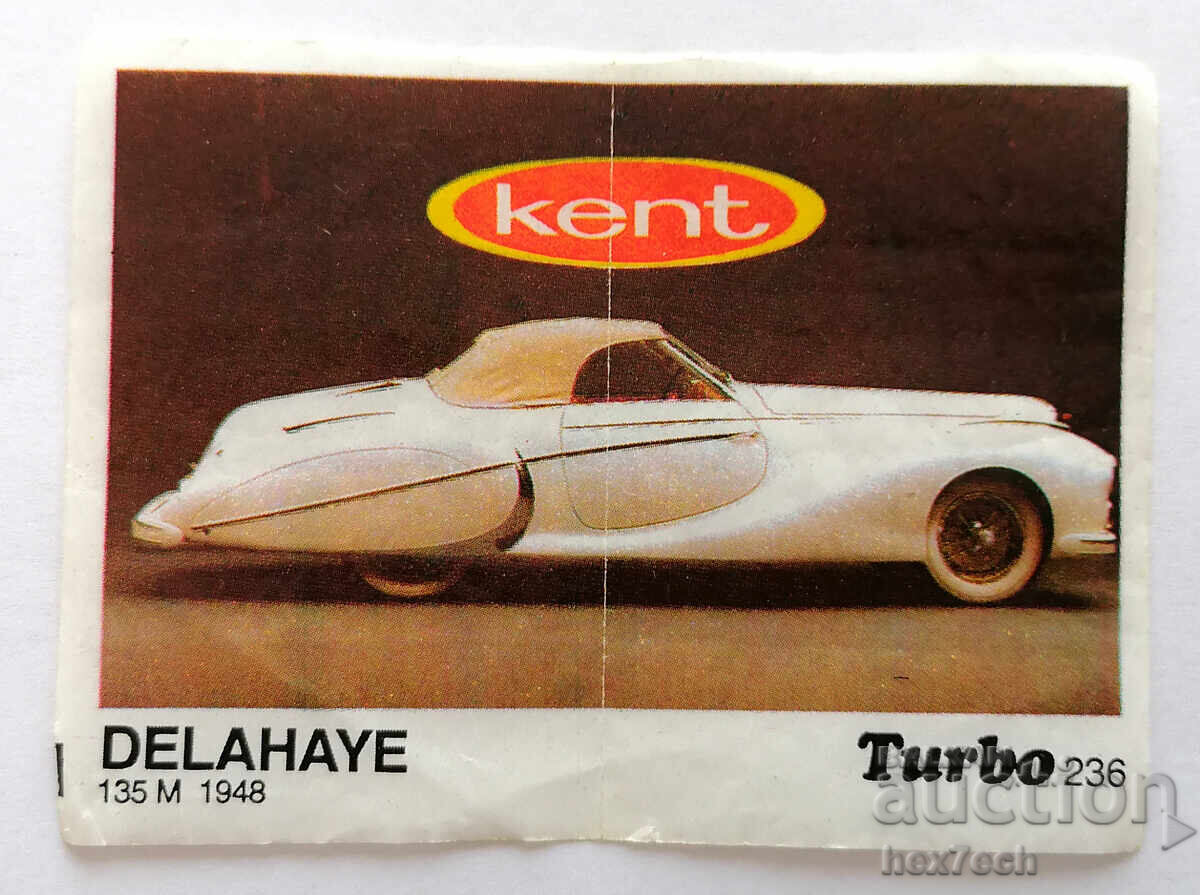 kent
DELAHAYE
135 M 1948
Turbo 236
auction
hex7ech